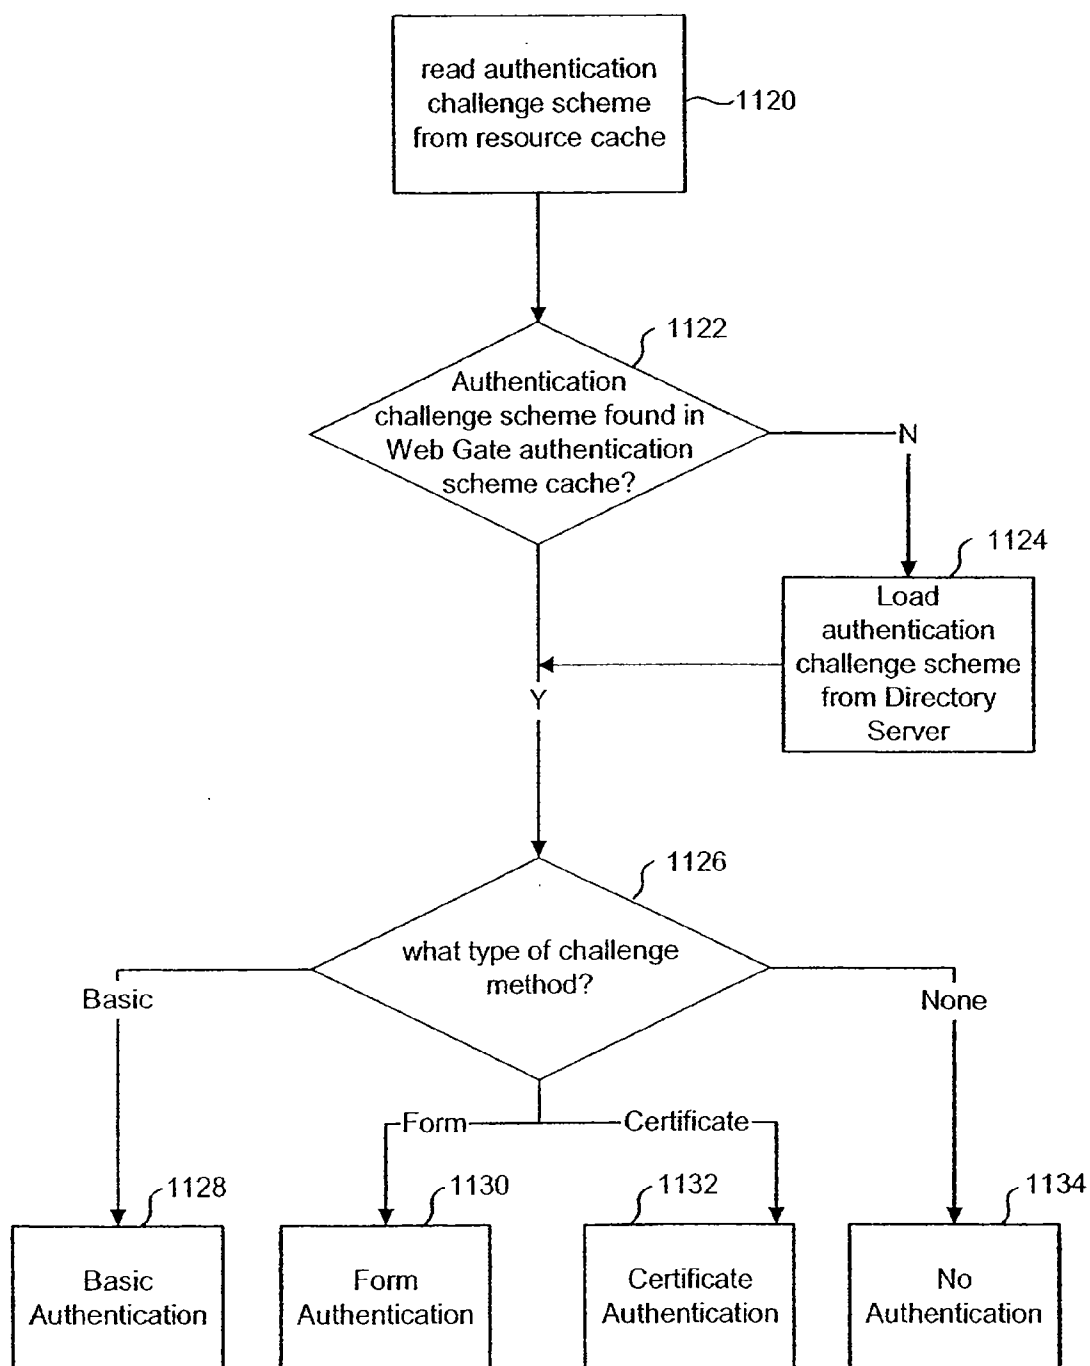 read authentication
challenge scheme
from resource cache
1120
1122
Authentication
challenge scheme found in
Web Gate authentication
scheme cache?
N
1124
Load
authentication
challenge scheme
from Directory
Server
Y
1126
what type of challenge
method?
Basic
None
Form
Certificate
1128
1130
1132
1134
Basic
Authentication
Form
Authentication
Certificate
Authentication
No
Authentication